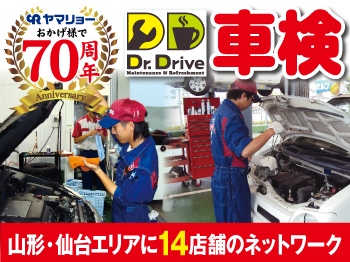 ヤマリョー
おかげ様で
70周年
Anniversary
Dr. Drive
Maintenance & Refreshment
車検
山形・仙台エリアに14店舗のネットワーク